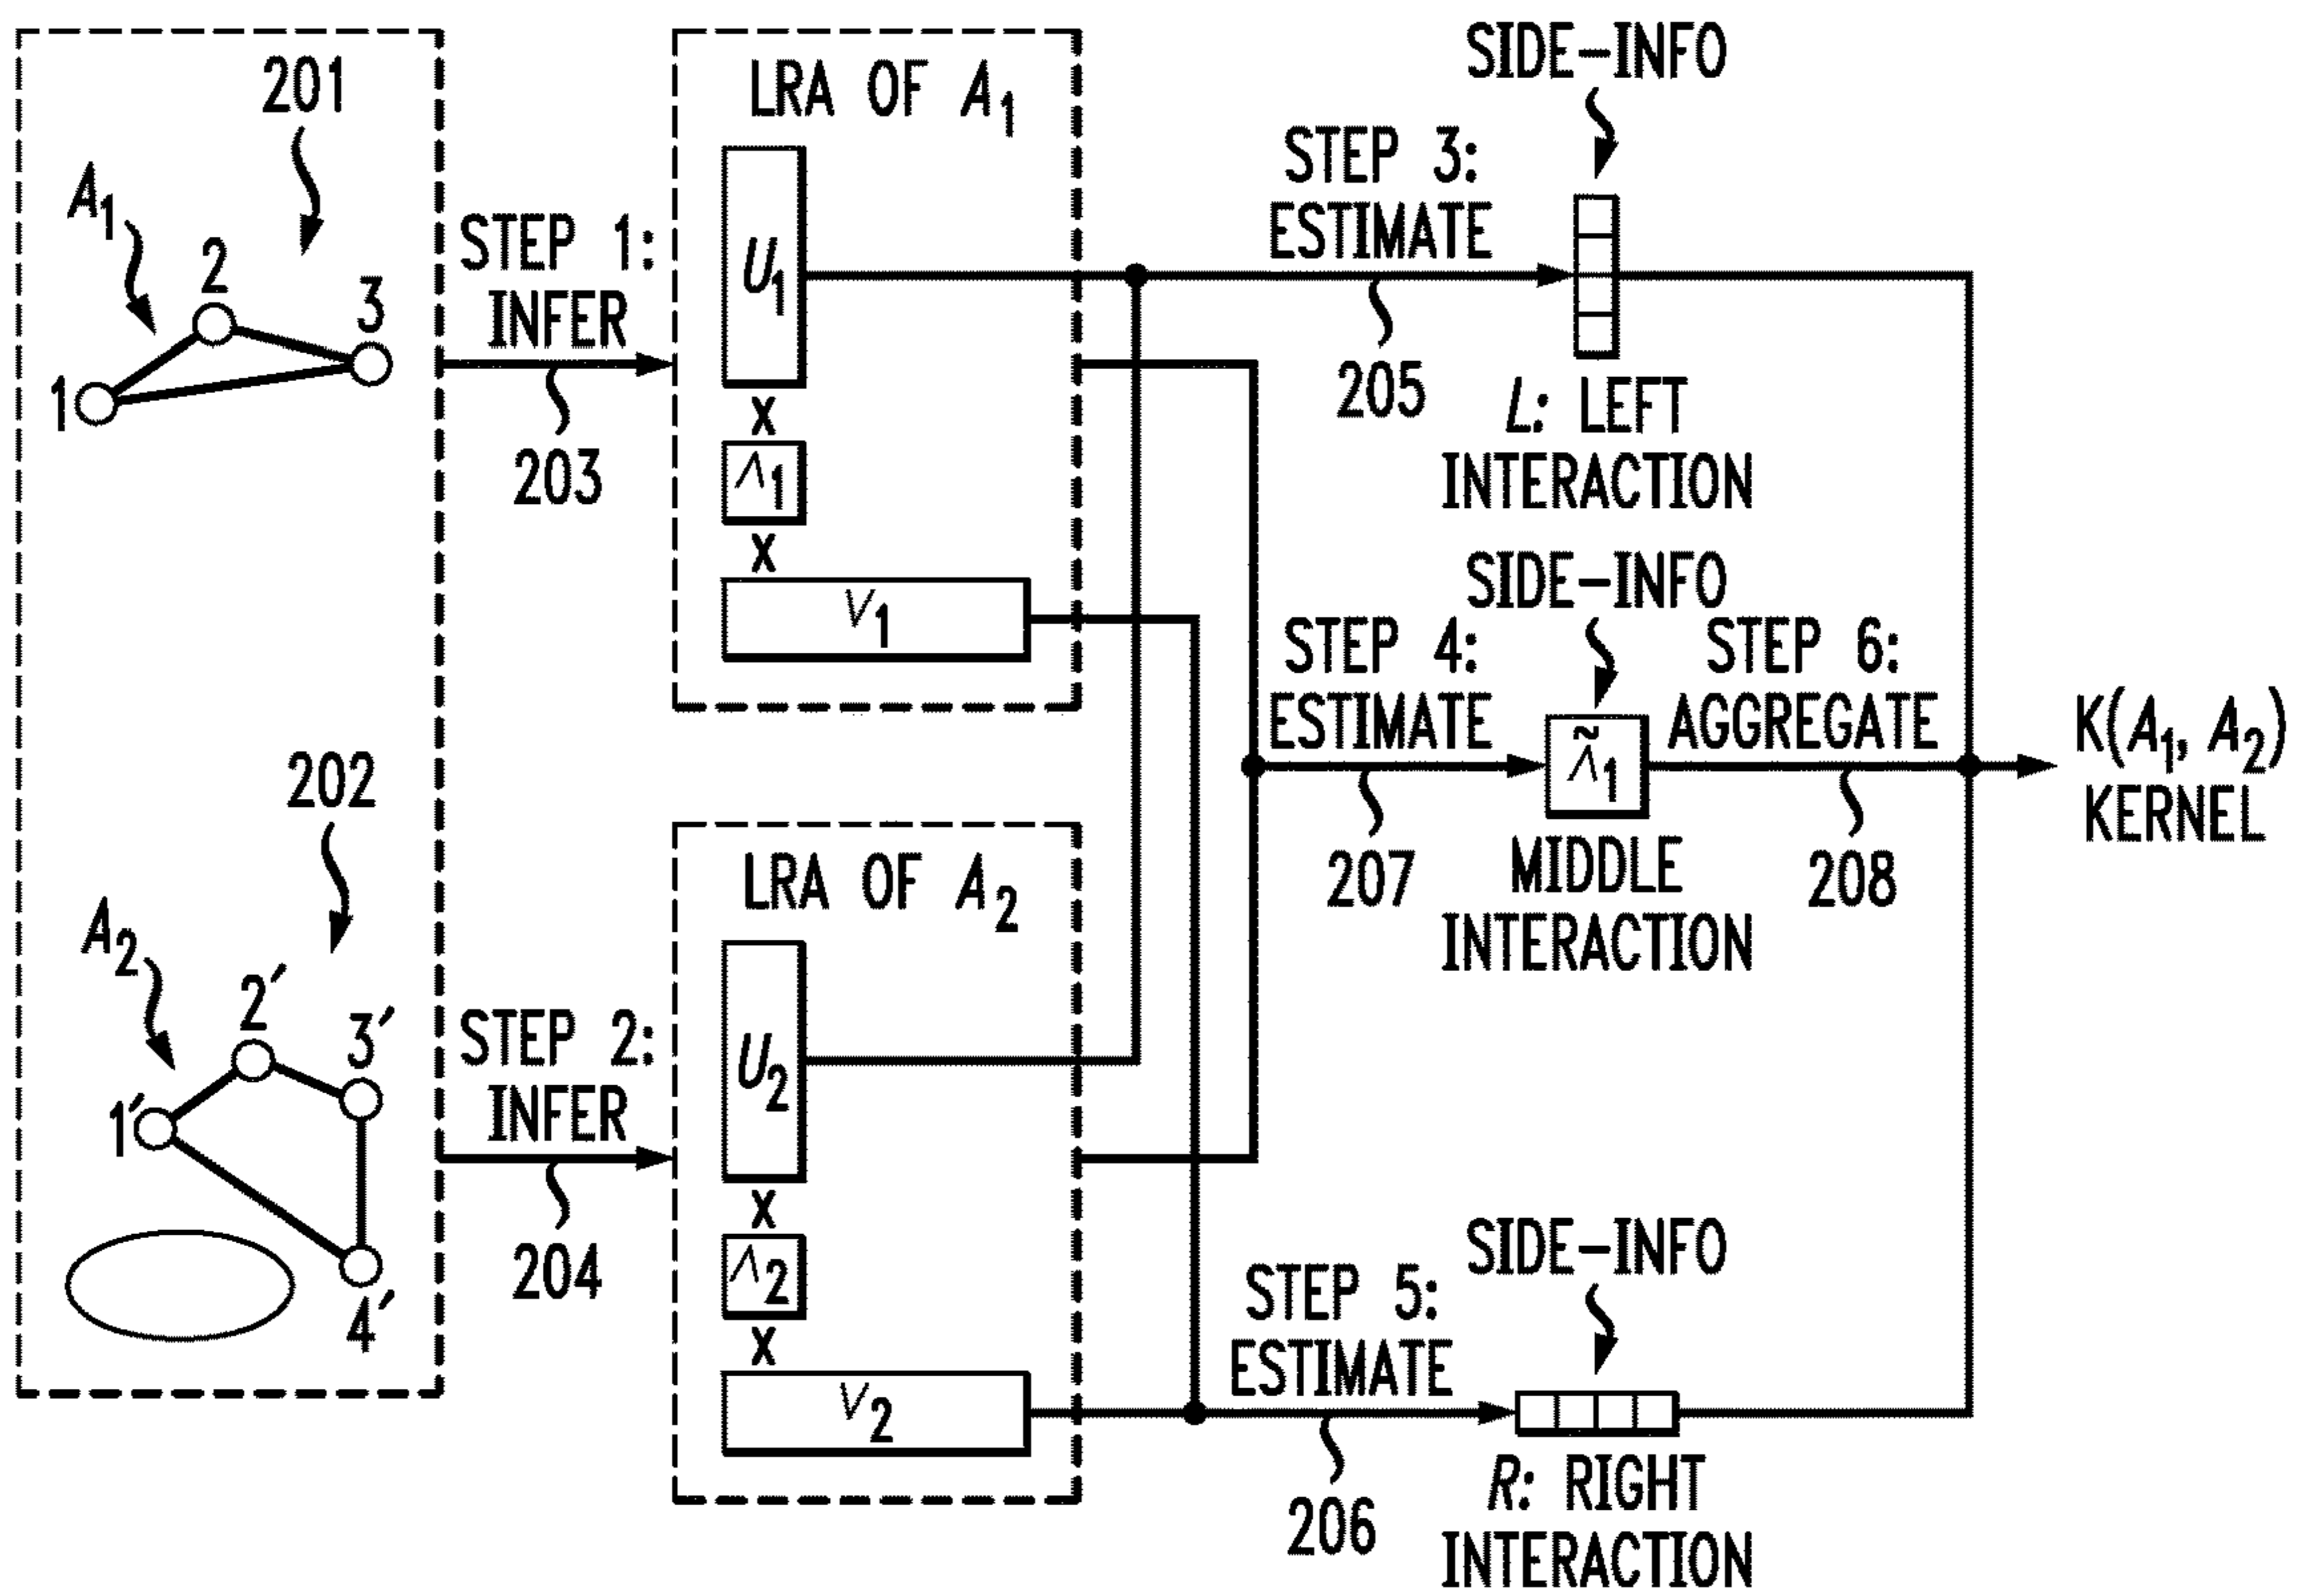 201
A1
2
3
1
STEP 1:
INFER
203
LRA OF A1
U1
X
Λ1
X
V1
202
A2
2′
3′
1′
4′
STEP 2:
INFER
204
LRA OF A2
U2
X
Λ2
X
V2
SIDE-INFO
STEP 3:
ESTIMATE
205
L: LEFT
INTERACTION
SIDE-INFO
STEP 4:
ESTIMATE
207
Λ̃1
MIDDLE
INTERACTION
STEP 6:
AGGREGATE
208
K(A1, A2)
KERNEL
SIDE-INFO
STEP 5:
ESTIMATE
206
R: RIGHT
INTERACTION